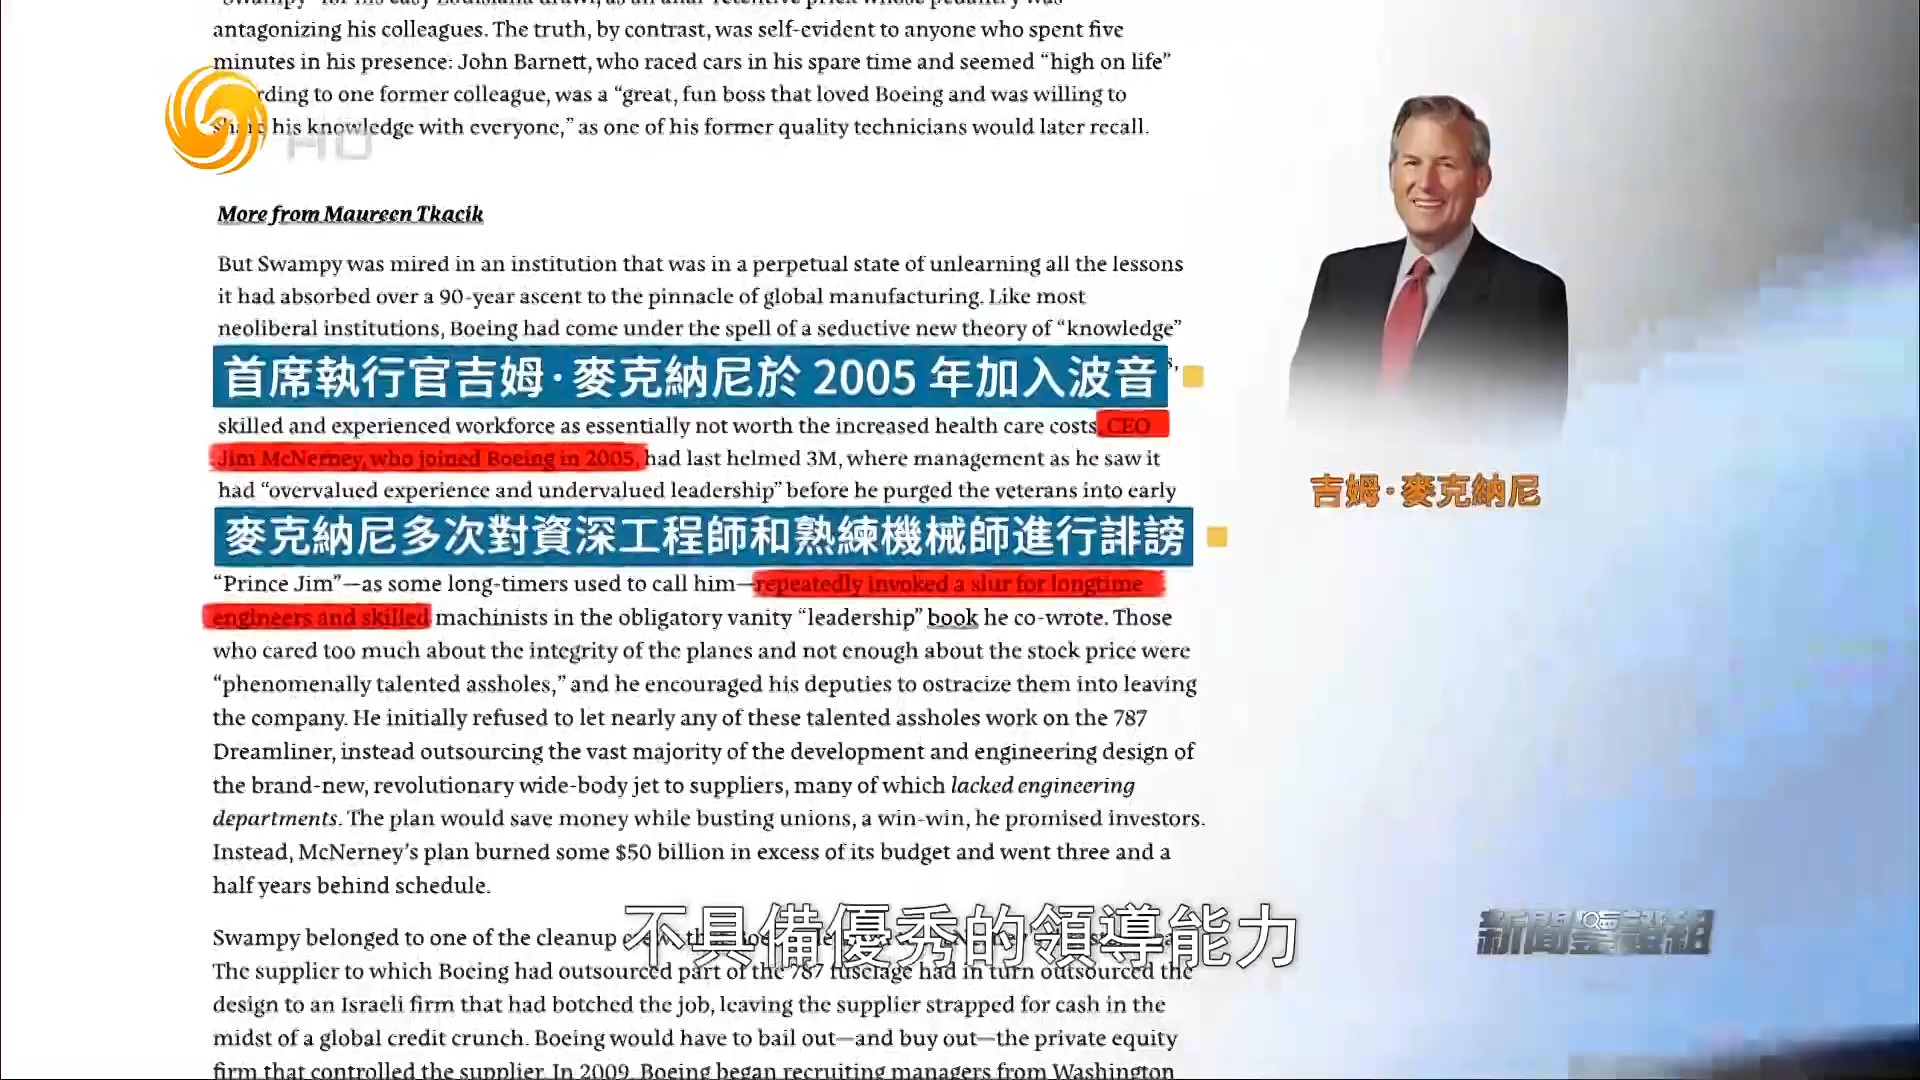 antagonizing his colleagues. The truth, by contrast, was self-evident to anyone who spent five
minutes in his presence: John Barnett, who raced cars in his spare time and seemed “high on life”
rding to one former colleague, was a “great, fun boss that loved Boeing and was willing to
share his knowledge with everyone,” as one of his former quality technicians would later recall.
HD
More from Maureen Tkacik
But Swampy was mired in an institution that was in a perpetual state of unlearning all the lessons
it had absorbed over a 90-year ascent to the pinnacle of global manufacturing. Like most
neoliberal institutions, Boeing had come under the spell of a seductive new theory of “knowledge”
首席執行官吉姆·麥克納尼於 2005 年加入波音
skilled and experienced workforce as essentially not worth the increased health care costs. CEO
Jim McNerney, who joined Boeing in 2005, had last helmed 3M, where management as he saw it
had “overvalued experience and undervalued leadership” before he purged the veterans into early
麥克納尼多次對資深工程師和熟練機械師進行誹謗
“Prince Jim”—as some long-timers used to call him—repeatedly invoked a slur for longtime
engineers and skilled machinists in the obligatory vanity “leadership” book he co-wrote. Those
who cared too much about the integrity of the planes and not enough about the stock price were
“phenomenally talented assholes,” and he encouraged his deputies to ostracize them into leaving
the company. He initially refused to let nearly any of these talented assholes work on the 787
Dreamliner, instead outsourcing the vast majority of the development and engineering design of
the brand-new, revolutionary wide-body jet to suppliers, many of which lacked engineering
departments. The plan would save money while busting unions, a win-win, he promised investors.
Instead, McNerney’s plan burned some $50 billion in excess of its budget and went three and a
half years behind schedule.
Swampy belonged to one of the cleanup
The supplier to which Boeing had outsourced part of the 787 fuselage had in turn outsourced the
design to an Israeli firm that had botched the job, leaving the supplier strapped for cash in the
midst of a global credit crunch. Boeing would have to bail out—and buy out—the private equity
firm that controlled the supplier. In 2009, Boeing began recruiting managers from Washington
吉姆·麥克納尼
不具備優秀的領導能力
新聞鑒證組